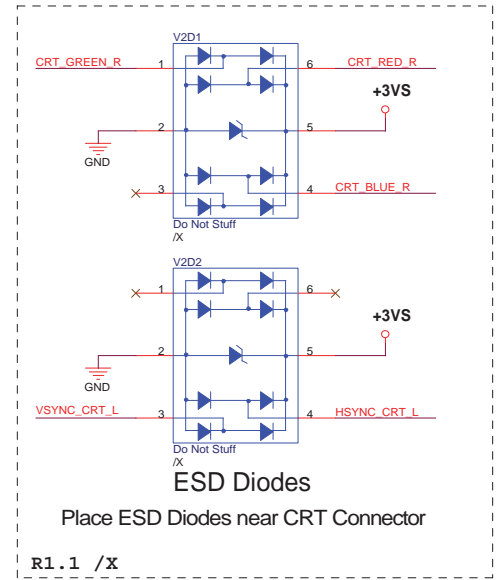 V2D1
CRT_GREEN_R 1 6 CRT_RED_R
+3VS
2 5
GND
3 4 CRT_BLUE_R
Do Not Stuff
/X
V2D2
1 6
+3VS
2 5
GND
VSYNC_CRT_L 3 4 HSYNC_CRT_L
Do Not Stuff
/X
ESD Diodes
Place ESD Diodes near CRT Connector
R1.1 /X